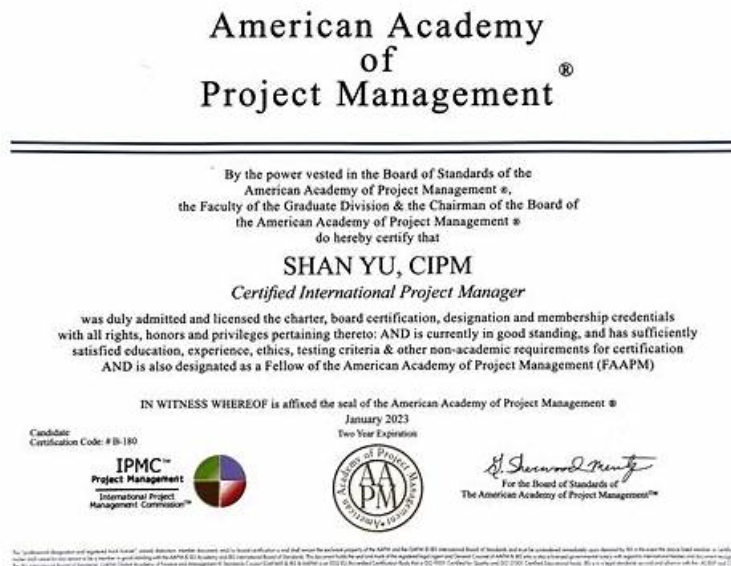 American Academy
of
Project Management ®
By the power vested in the Board of Standards of the
American Academy of Project Management ®,
the Faculty of the Graduate Division & the Chairman of the Board of
the American Academy of Project Management ®
do hereby certify that
SHAN YU, CIPM
Certified International Project Manager
was duly admitted and licensed the charter, board certification, designation and membership credentials
with all rights, honors and privileges pertaining thereto: AND is currently in good standing, and has sufficiently
satisfied education, experience, ethics, testing criteria & other non-academic requirements for certification
AND is also designated as a Fellow of the American Academy of Project Management (FAAPM)
IN WITNESS WHEREOF is affixed the seal of the American Academy of Project Management ®
January 2023
Two Year Expiration
Candidate
Certification Code: # B-180
IPMC™
Project Management
International Project
Management Commission™
American Academy of Project Management
AA
PM
For the Board of Standards of
The American Academy of Project Management™